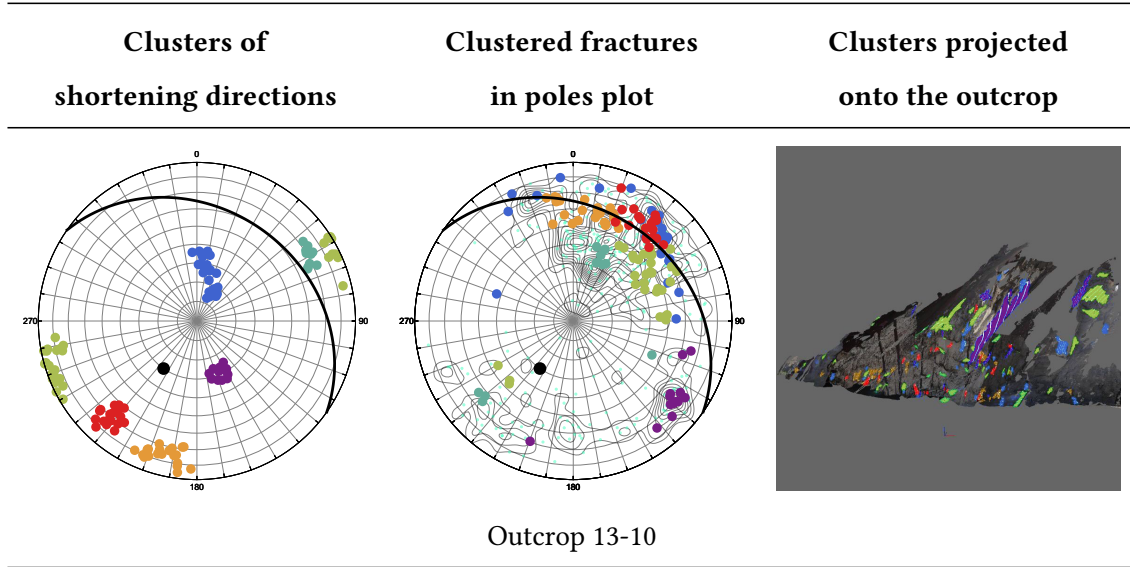 Clusters of
shortening directions
Clustered fractures
in poles plot
Clusters projected
onto the outcrop
0
270
90
180
0
270
90
180
Outcrop 13-10